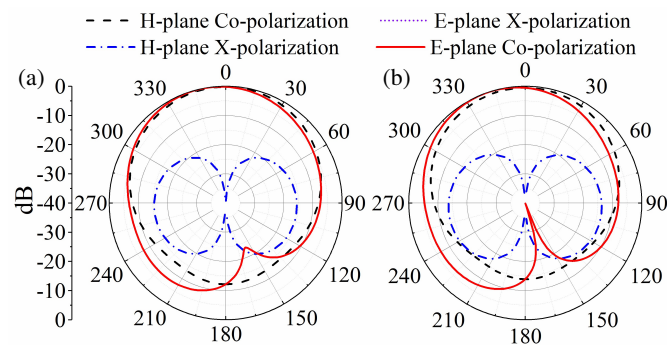 H-plane Co-polarization E-plane X-polarization
H-plane X-polarization E-plane Co-polarization
(a) (b)
0 0 0
-10 330 30 330 30
-20 300 60 300 60
-30
-40 270 90 270 90
dB
-30
-20 240 120 240 120
-10 210 150 210 150
0 180 180